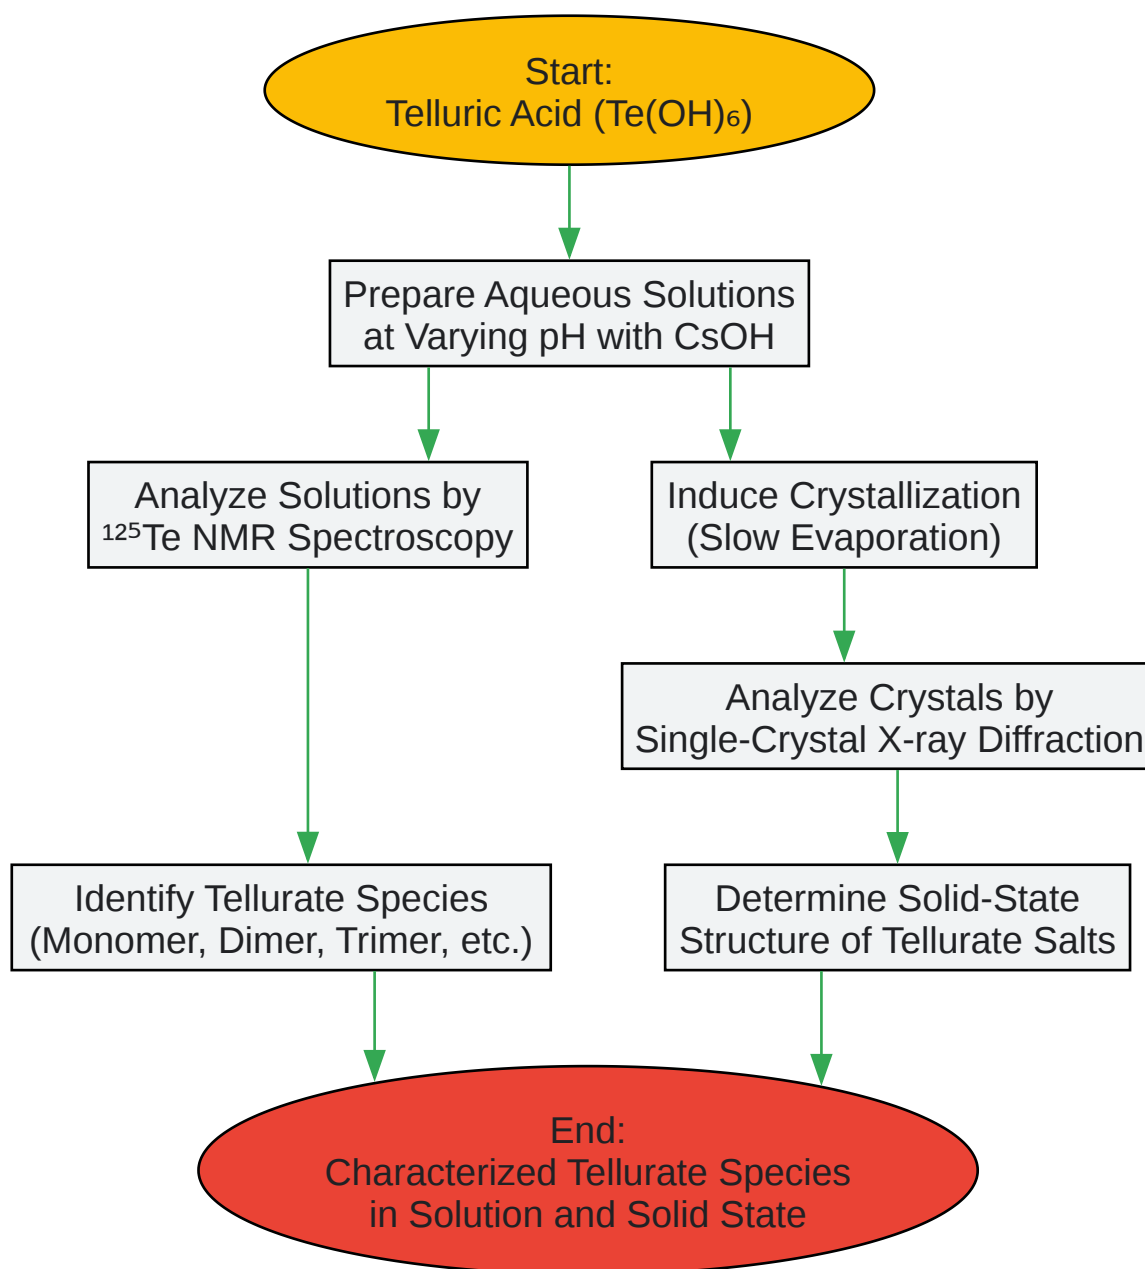 Start:
Telluric Acid (Te(OH)₆)
Prepare Aqueous Solutions
at Varying pH with CsOH
Analyze Solutions by
¹²⁵Te NMR Spectroscopy
Induce Crystallization
(Slow Evaporation)
Analyze Crystals by
Single-Crystal X-ray Diffraction
Identify Tellurate Species
(Monomer, Dimer, Trimer, etc.)
Determine Solid-State
Structure of Tellurate Salts
End:
Characterized Tellurate Species
in Solution and Solid State